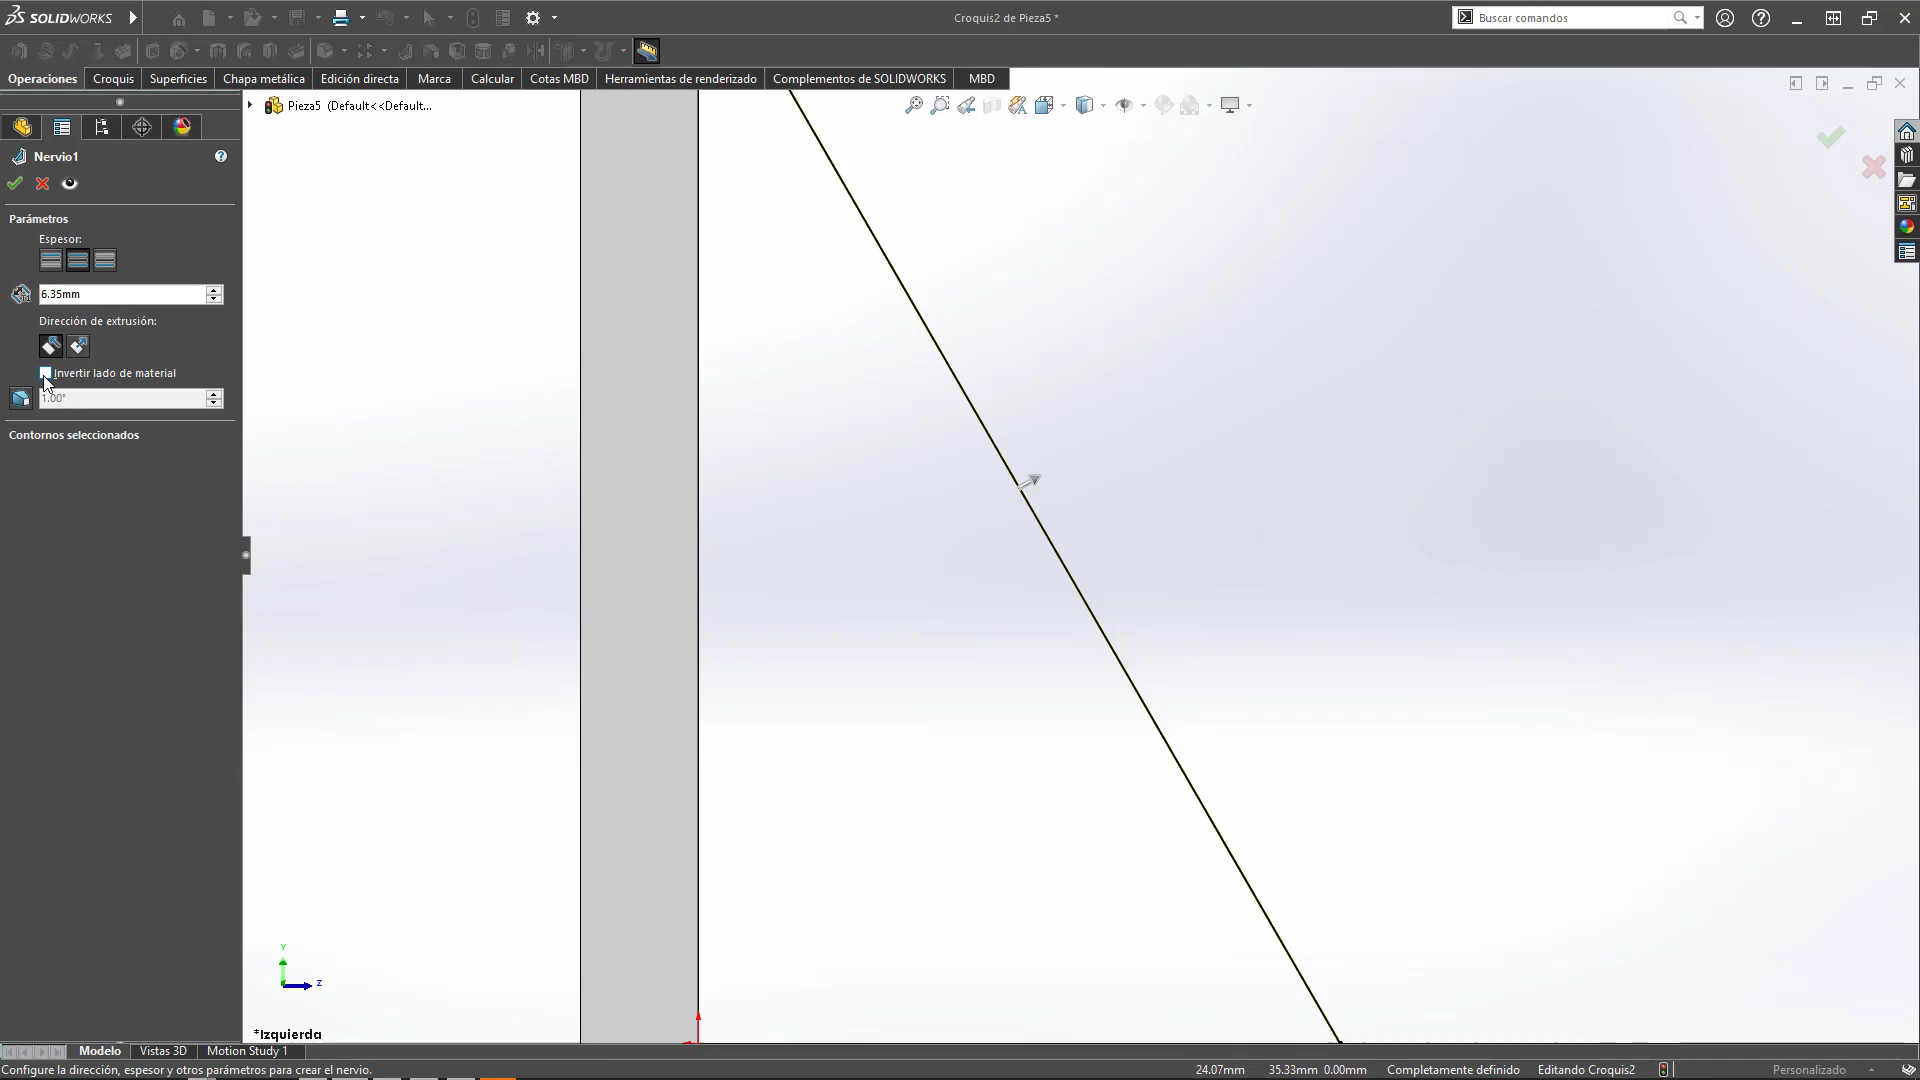 SOLIDWORKS
Croquis2 de Pieza5 *
Buscar comandos
Operaciones
Croquis
Superficies
Chapa metálica
Edición directa
Marca
Calcular
Cotas MBD
Herramientas de renderizado
Complementos de SOLIDWORKS
MBD
Pieza5 (Default<<Default...
Nervio1
Parámetros
Espesor:
6.35mm
Dirección de extrusión:
Invertir lado de material
1.00°
Contornos seleccionados
Y
Z
*Izquierda
Modelo
Vistas 3D
Motion Study 1
Configure la dirección, espesor y otros parámetros para crear el nervio.
24.07mm
35.33mm 0.00mm
Completamente definido
Editando Croquis2
Personalizado